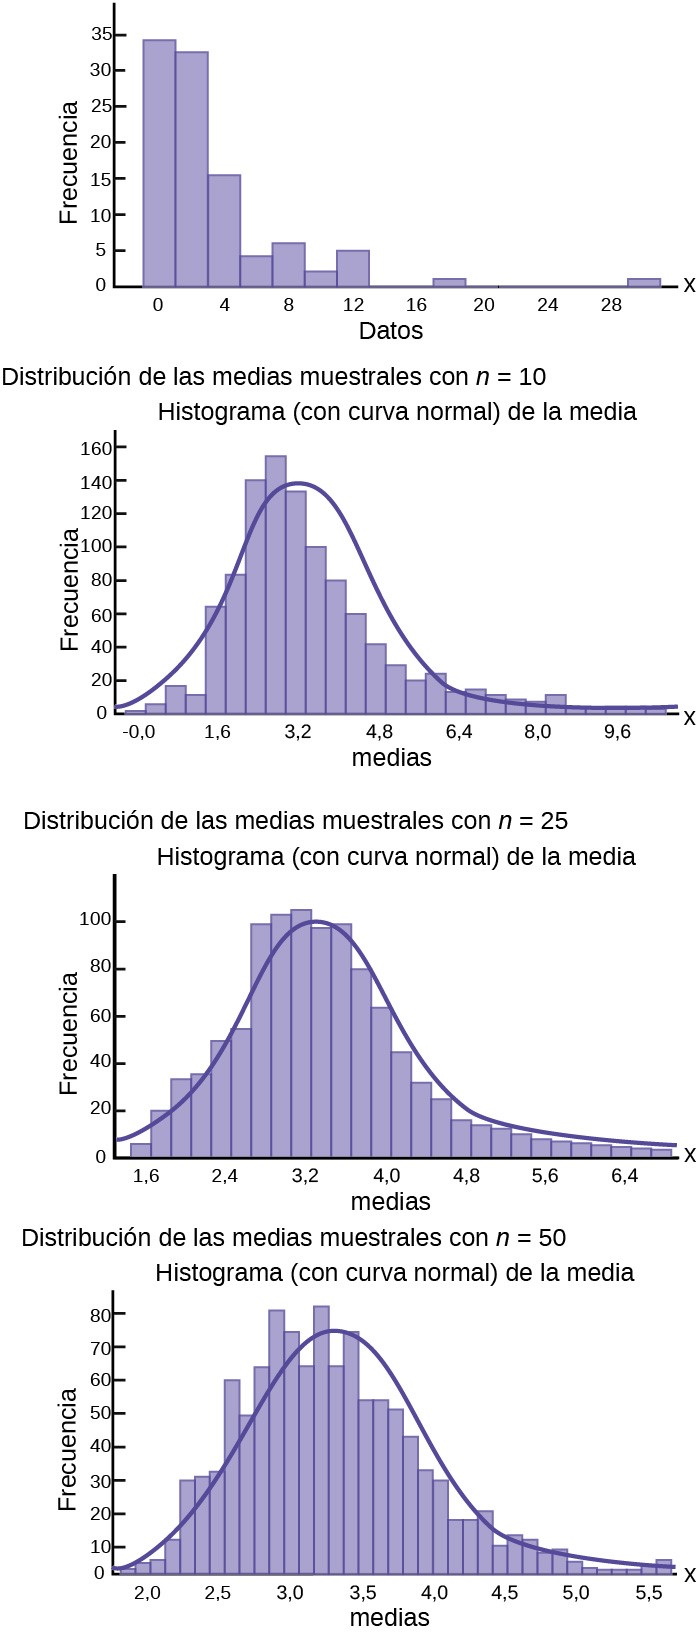 Frecuencia
35
30
25
20
15
10
5
0
0 4 8 12 16 20 24 28
x
Datos
Distribución de las medias muestrales con n = 10
Histograma (con curva normal) de la media
Frecuencia
160
140
120
100
80
60
40
20
0
-0,0 1,6 3,2 4,8 6,4 8,0 9,6
x
medias
Distribución de las medias muestrales con n = 25
Histograma (con curva normal) de la media
Frecuencia
100
80
60
40
20
0
1,6 2,4 3,2 4,0 4,8 5,6 6,4
x
medias
Distribución de las medias muestrales con n = 50
Histograma (con curva normal) de la media
Frecuencia
80
70
60
50
40
30
20
10
0
2,0 2,5 3,0 3,5 4,0 4,5 5,0 5,5
x
medias